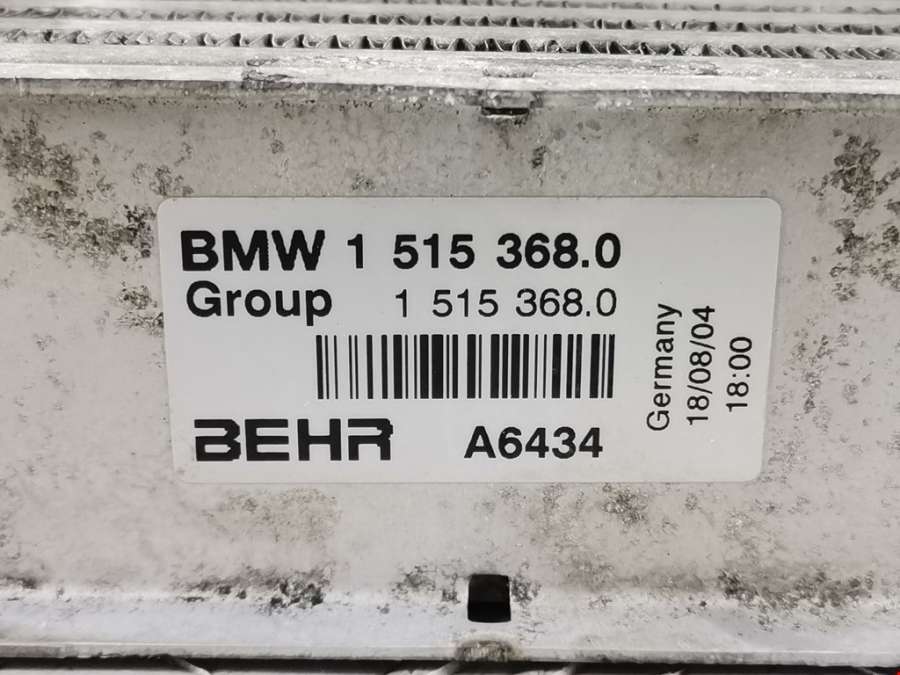 BMW 1 515 368.0
Group 1 515 368.0
BEHR A6434
Germany
18/08/04
18:00